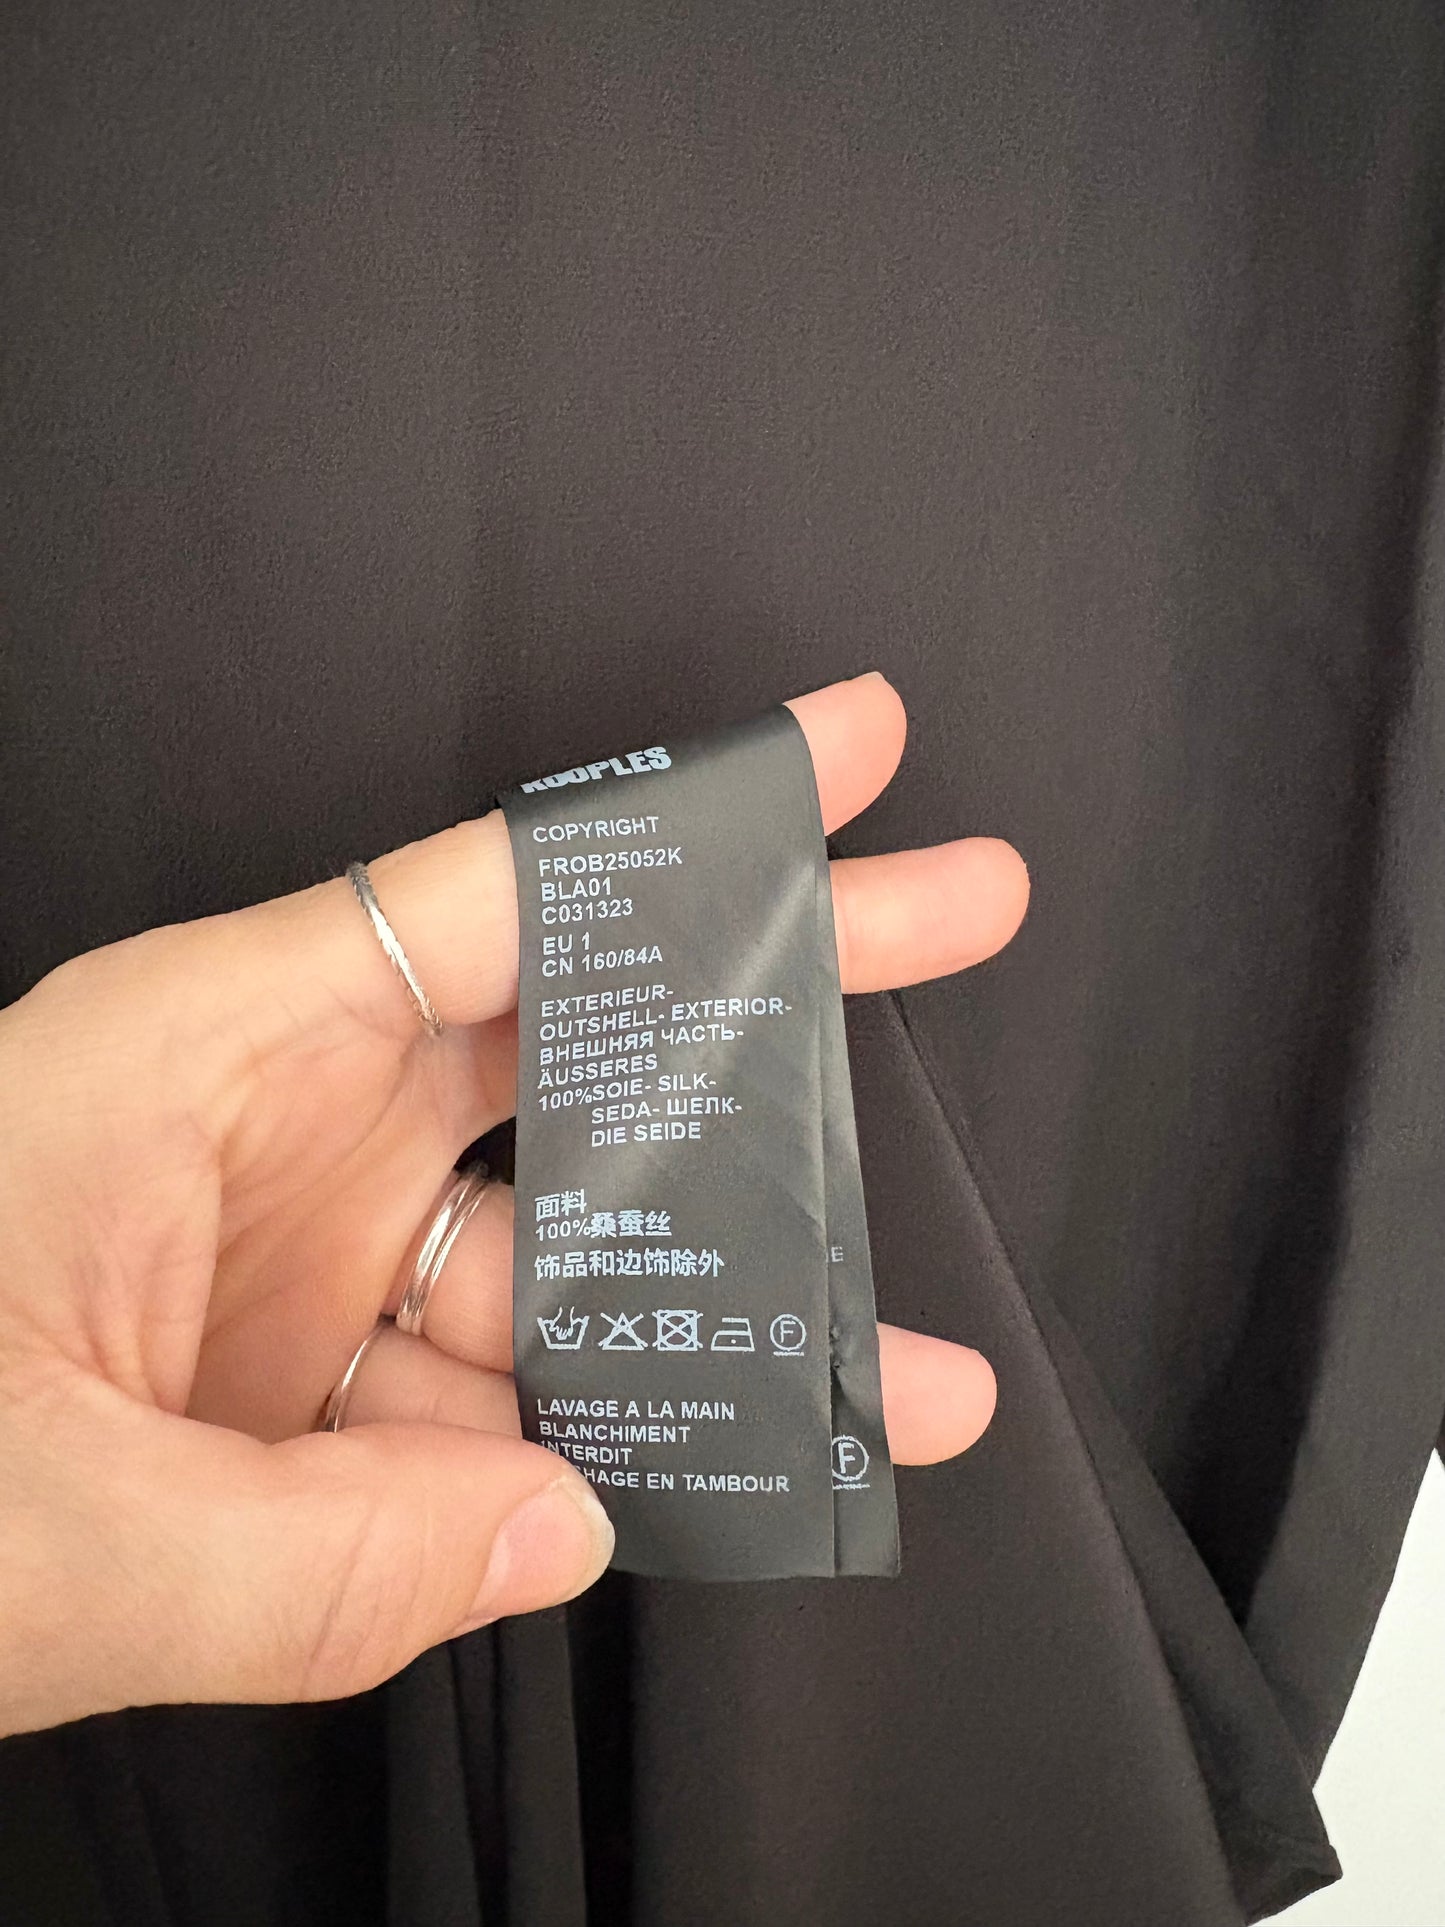 KOOPLES
COPYRIGHT
FROB25052K
BLA01
C031323
EU 1
CN 160/84A
EXTERIEUR-
OUTSHELL- EXTERIOR-
ВНЕШНЯЯ ЧАСТЬ-
ÄUSSERES
100%SOIE- SILK-
SEDA- ШЕЛК-
DIE SEIDE
面料
100%桑蚕丝
饰品和边饰除外
F
LAVAGE A LA MAIN
BLANCHIMENT
INTERDIT
HAGE EN TAMBOUR
E
F